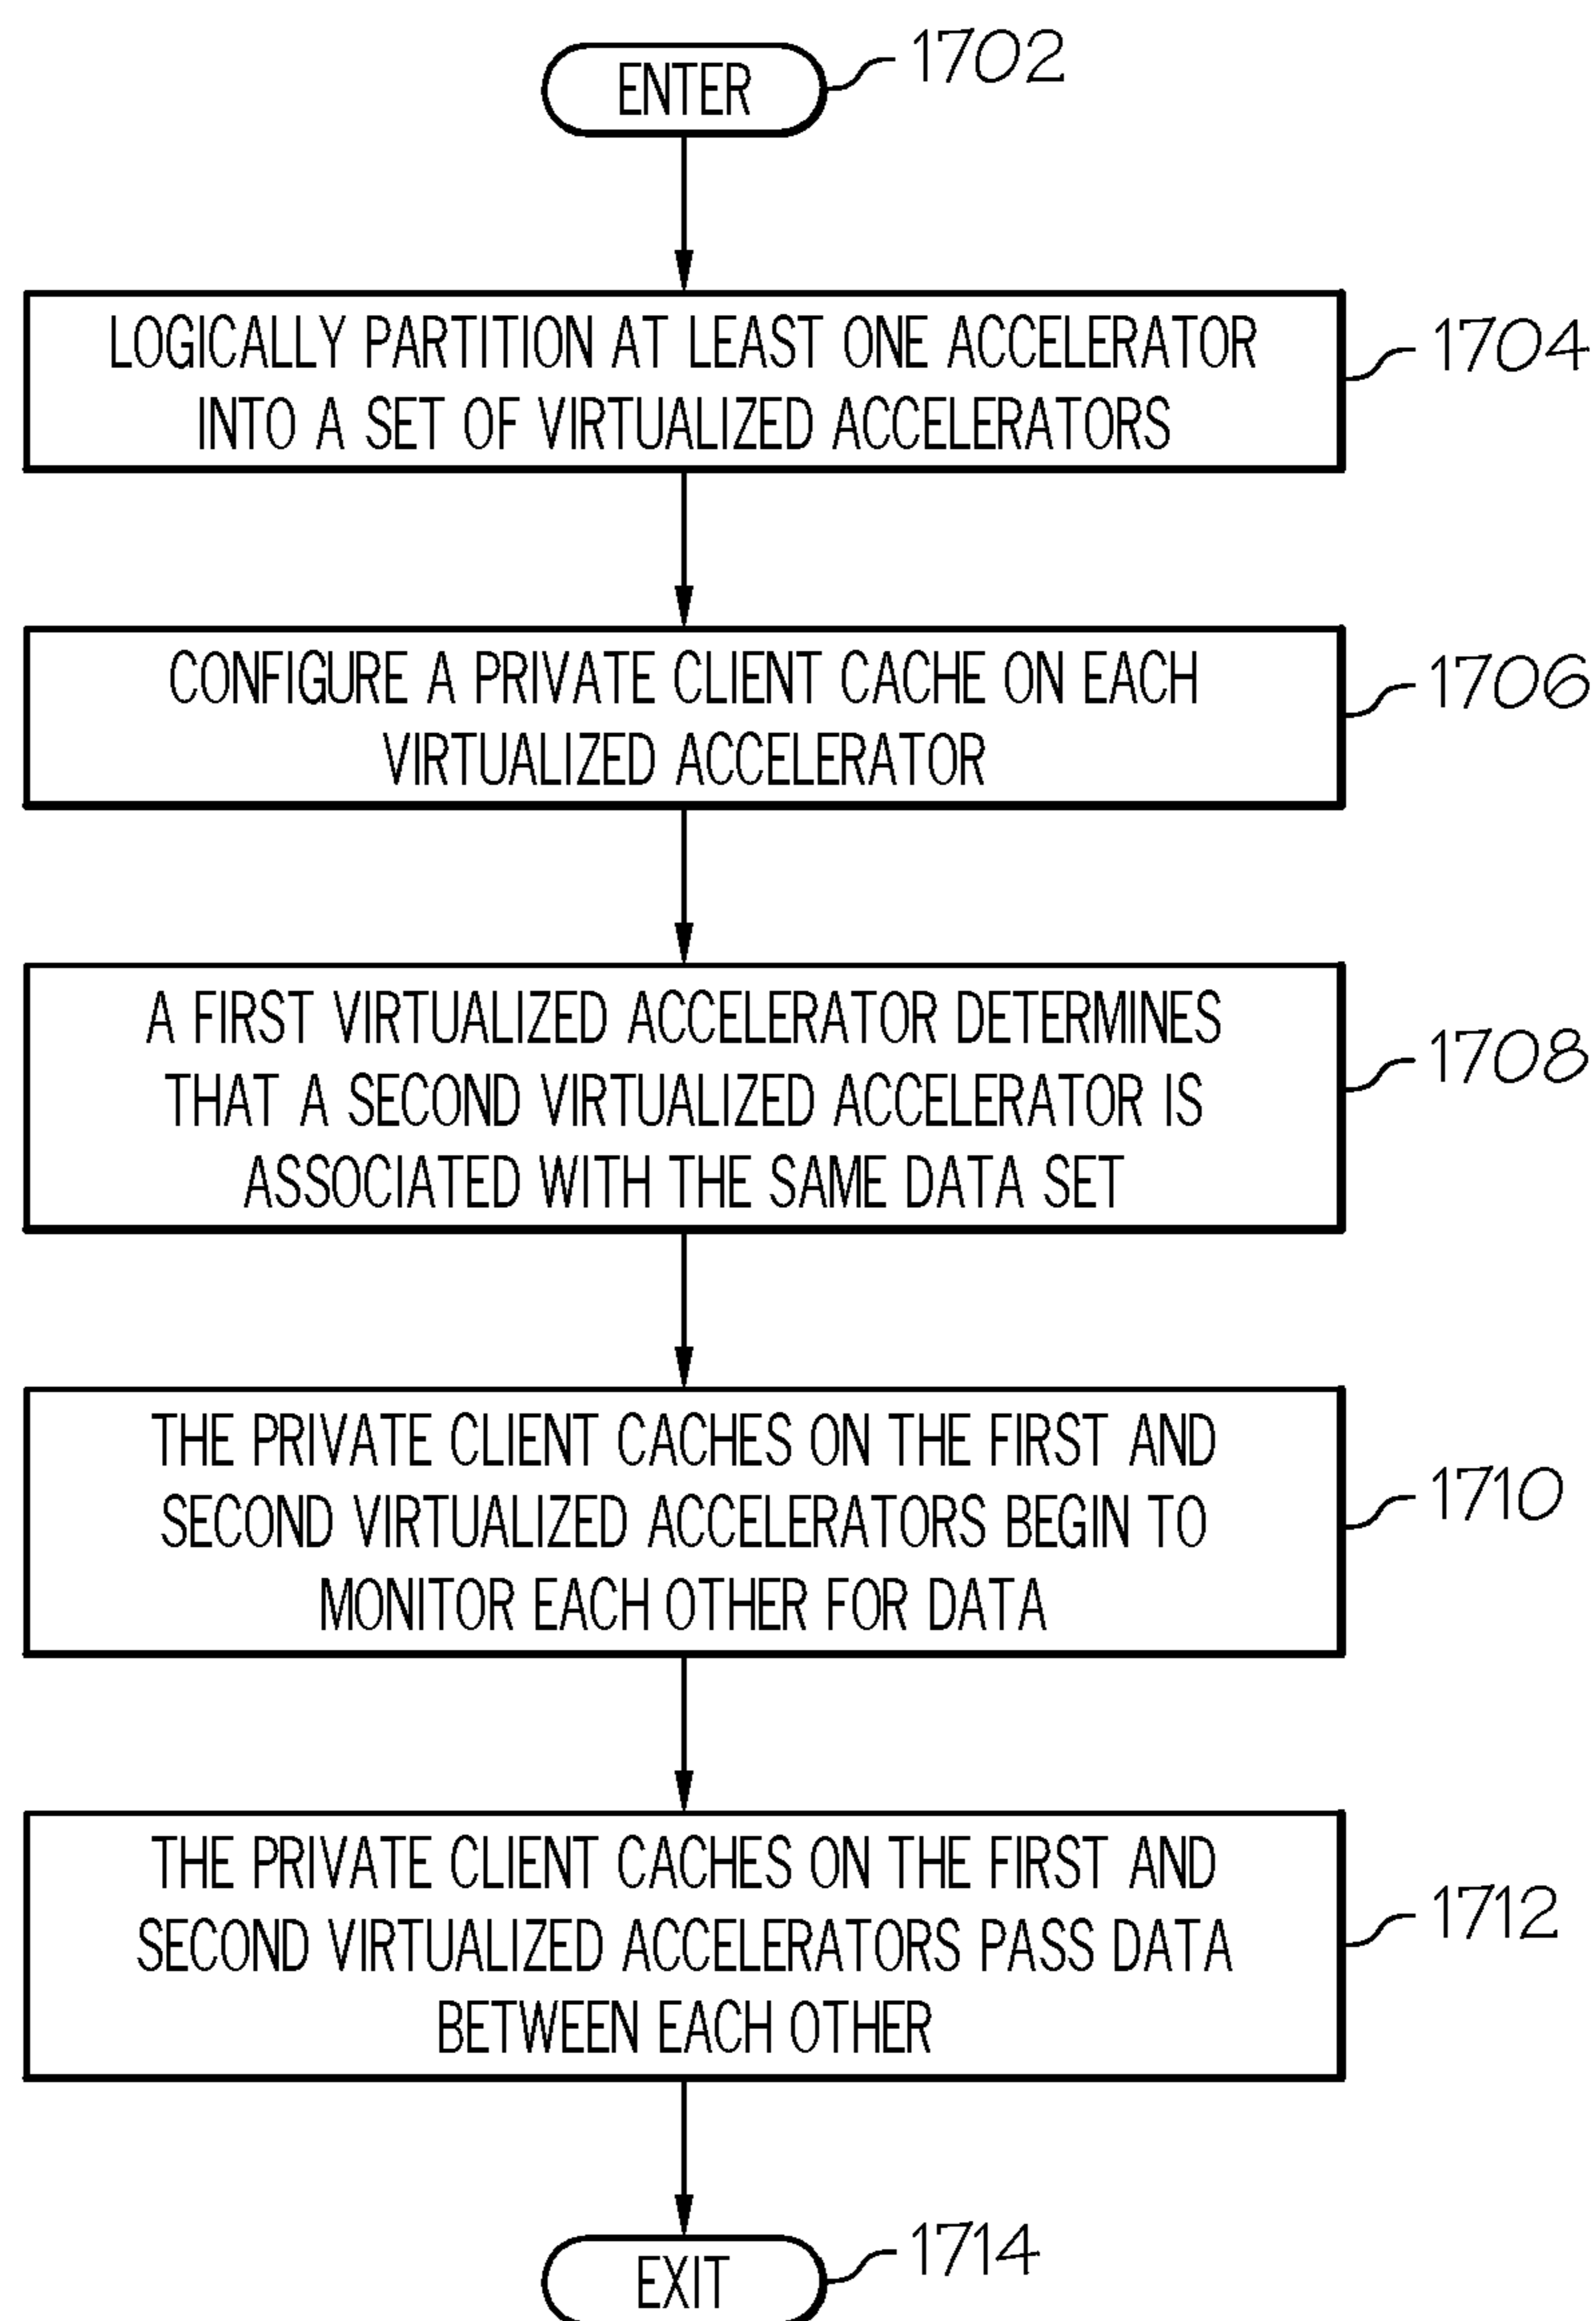 ENTER
1702
LOGICALLY PARTITION AT LEAST ONE ACCELERATOR
INTO A SET OF VIRTUALIZED ACCELERATORS
1704
CONFIGURE A PRIVATE CLIENT CACHE ON EACH
VIRTUALIZED ACCELERATOR
1706
A FIRST VIRTUALIZED ACCELERATOR DETERMINES
THAT A SECOND VIRTUALIZED ACCELERATOR IS
ASSOCIATED WITH THE SAME DATA SET
1708
THE PRIVATE CLIENT CACHES ON THE FIRST AND
SECOND VIRTUALIZED ACCELERATORS BEGIN TO
MONITOR EACH OTHER FOR DATA
1710
THE PRIVATE CLIENT CACHES ON THE FIRST AND
SECOND VIRTUALIZED ACCELERATORS PASS DATA
BETWEEN EACH OTHER
1712
EXIT
1714